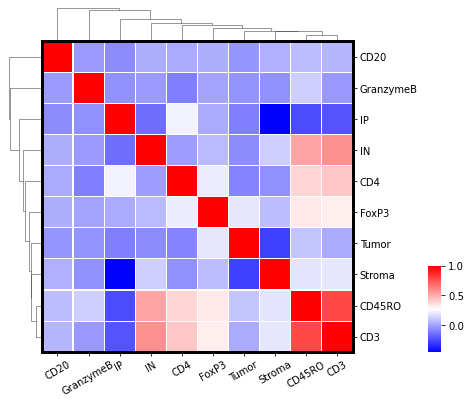 CD20
GranzymeB
IP
IN
CD4
FoxP3
Tumor
Stroma
CD45RO
CD3
1.0
0.5
0.0
CD20 GranzymeB IP IN CD4 FoxP3 Tumor Stroma CD45RO CD3